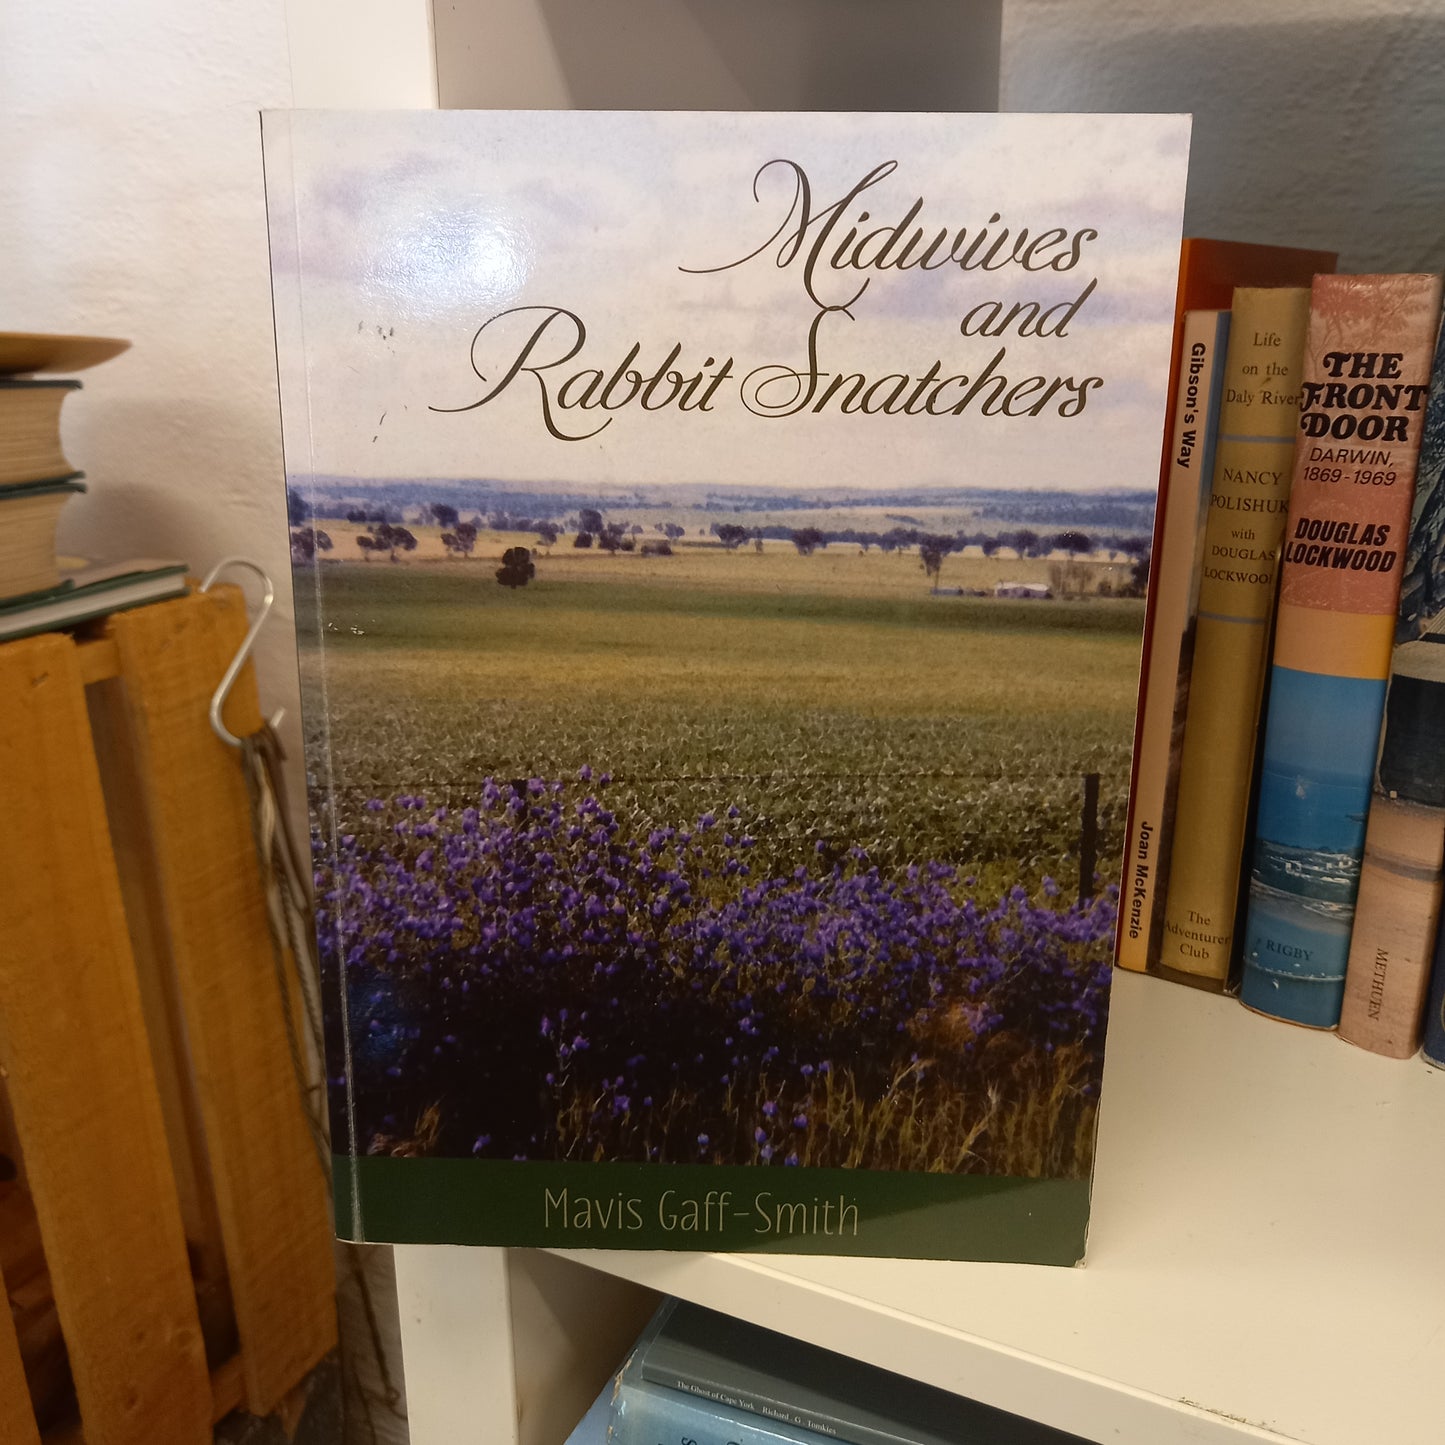 Midwives
and
Rabbit Snatchers
Mavis Gaff-Smith
Gibson's Way
Joan McKenzie
Life
on the
Daly River
NANCY
POLISHUK
with
DOUGLAS
LOCKWOOD
The
Adventurers
Club
THE
FRONT
DOOR
DARWIN,
1869-1969
DOUGLAS
LOCKWOOD
RIGBY
METHUEN
The Ghost of Cape York Richard · G · Tomkies